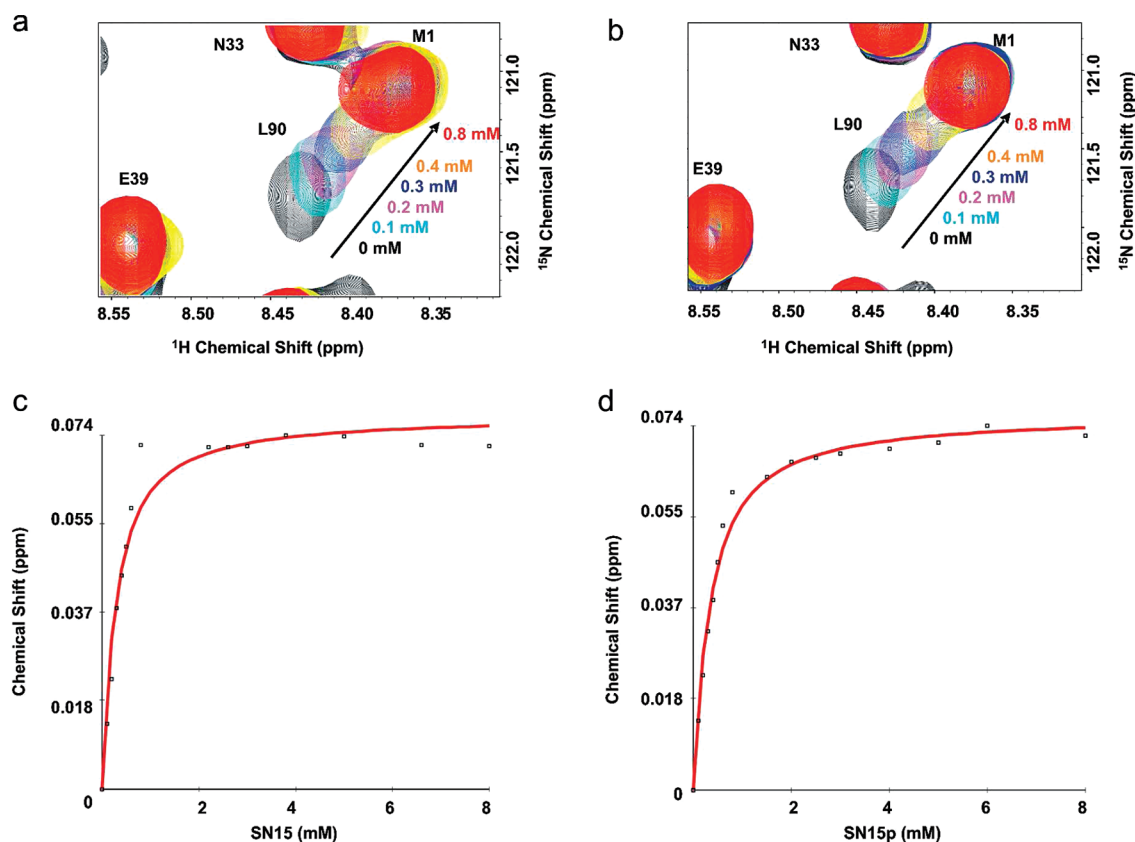 a
N33
M1
L90
E39
0.8 mM
0.4 mM
0.3 mM
0.2 mM
0.1 mM
0 mM
121.0
121.5
122.0
¹⁵N Chemical Shift (ppm)
8.55
8.50
8.45
8.40
8.35
¹H Chemical Shift (ppm)
b
N33
M1
L90
E39
0.8 mM
0.4 mM
0.3 mM
0.2 mM
0.1 mM
0 mM
121.0
121.5
122.0
¹⁵N Chemical Shift (ppm)
8.55
8.50
8.45
8.40
8.35
¹H Chemical Shift (ppm)
c
0.074
0.055
0.037
0.018
0
Chemical Shift (ppm)
2
4
6
8
SN15 (mM)
d
0.074
0.055
0.037
0.018
0
Chemical Shift (ppm)
2
4
6
8
SN15p (mM)